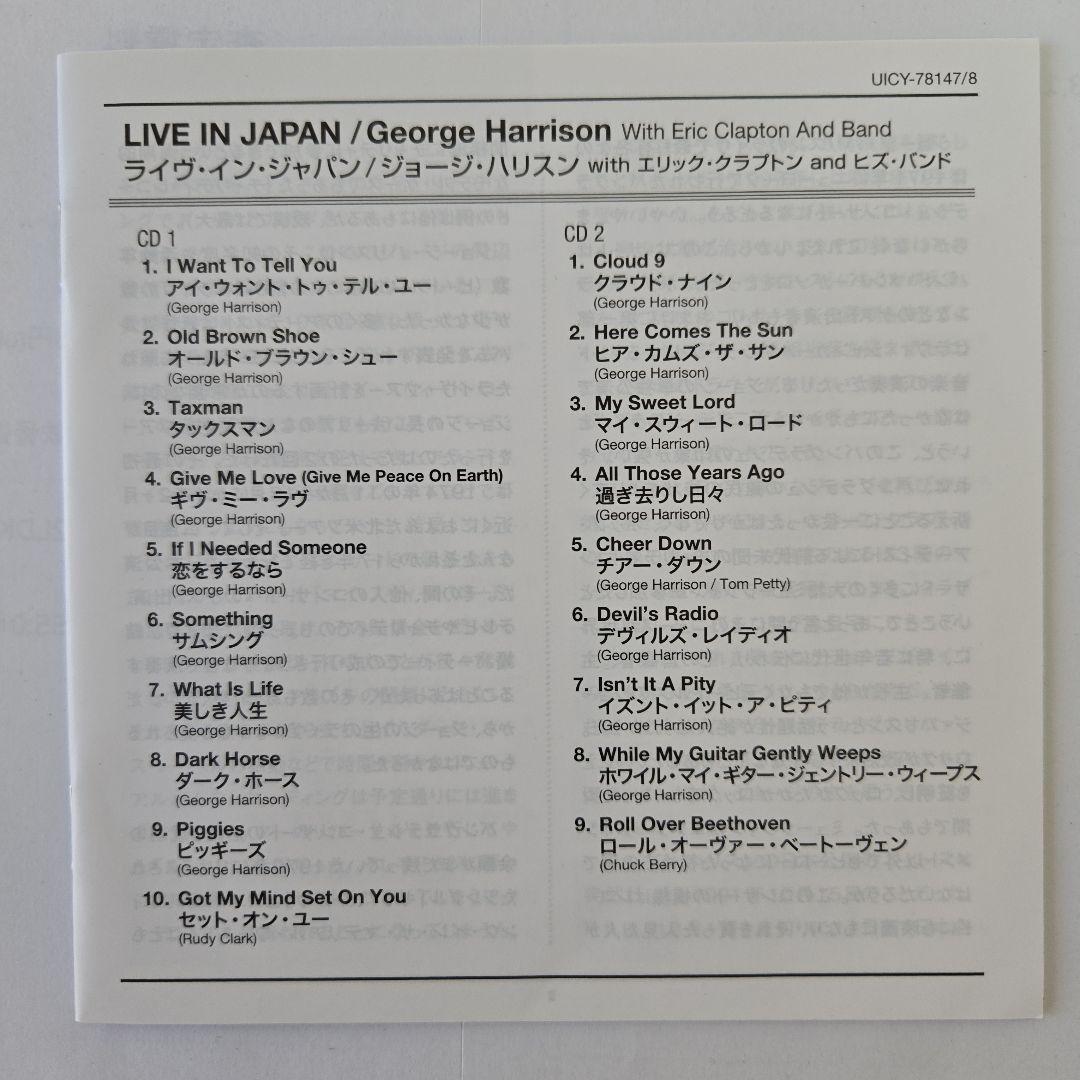 UICY-78147/8
LIVE IN JAPAN / George Harrison With Eric Clapton And Band
ライヴ・イン・ジャパン / ジョージ・ハリスン with エリック・クラプトン and ヒズ・バンド
CD 1
1. I Want To Tell You
アイ・ウォント・トゥ・テル・ユー
(George Harrison)
2. Old Brown Shoe
オールド・ブラウン・シュー
(George Harrison)
3. Taxman
タックスマン
(George Harrison)
4. Give Me Love (Give Me Peace On Earth)
ギヴ・ミー・ラヴ
(George Harrison)
5. If I Needed Someone
恋をするなら
(George Harrison)
6. Something
サムシング
(George Harrison)
7. What Is Life
美しき人生
(George Harrison)
8. Dark Horse
ダーク・ホース
(George Harrison)
9. Piggies
ピッギーズ
(George Harrison)
10. Got My Mind Set On You
セット・オン・ユー
(Rudy Clark)
CD 2
1. Cloud 9
クラウド・ナイン
(George Harrison)
2. Here Comes The Sun
ヒア・カムズ・ザ・サン
(George Harrison)
3. My Sweet Lord
マイ・スウィート・ロード
(George Harrison)
4. All Those Years Ago
過ぎ去りし日々
(George Harrison)
5. Cheer Down
チアー・ダウン
(George Harrison / Tom Petty)
6. Devil's Radio
デヴィルズ・レイディオ
(George Harrison)
7. Isn't It A Pity
イズント・イット・ア・ピティ
(George Harrison)
8. While My Guitar Gently Weeps
ホワイル・マイ・ギター・ジェントリー・ウィープス
(George Harrison)
9. Roll Over Beethoven
ロール・オーヴァー・ベートーヴェン
(Chuck Berry)